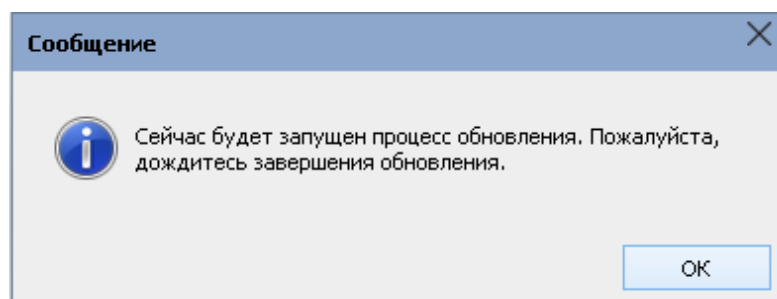 Сообщение
Сейчас будет запущен процесс обновления. Пожалуйста,
дождитесь завершения обновления.
ОК